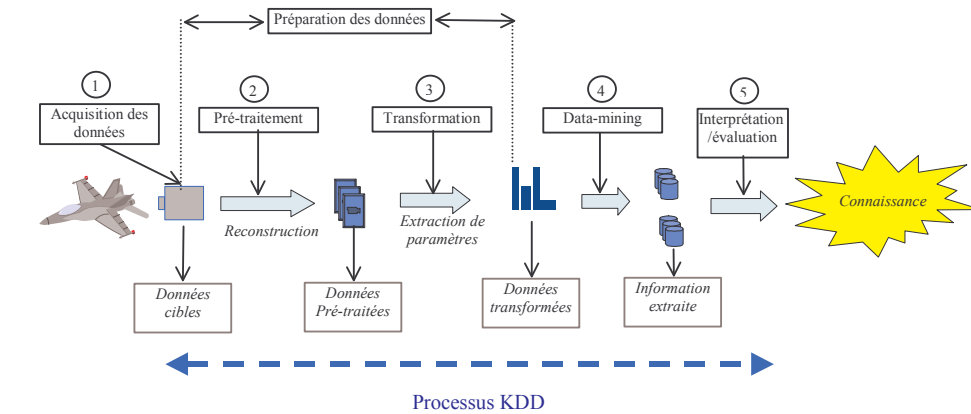 Préparation des données
1
2
3
4
5
Acquisition des
données
Pré-traitement
Transformation
Data-mining
Interprétation
/évaluation
Reconstruction
Extraction de
paramètres
Connaissance
Données
cibles
Données
Pré-traitées
Données
transformées
Information
extraite
Processus KDD